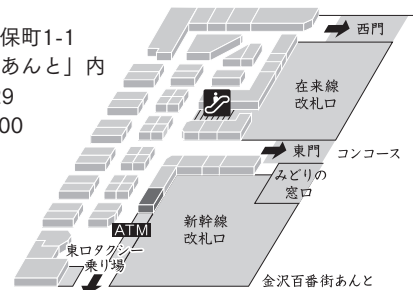 保町1-1
あんと」内
29
00
西門
在来線
改札口
東門
コンコース
みどりの
窓口
ATM
新幹線
改札口
東口タクシー
乗り場
金沢百番街あんと